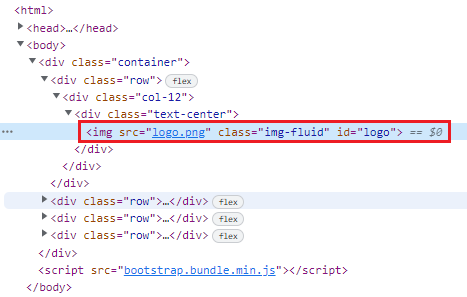 <html>
<head>…</head>
<body>
<div class="container">
<div class="row"> flex
<div class="col-12">
<div class="text-center">
… <img src="logo.png" class="img-fluid" id="logo"> == $0
</div>
</div>
</div>
<div class="row">…</div> flex
<div class="row">…</div> flex
<div class="row">…</div> flex
</div>
<script src="bootstrap.bundle.min.js"></script>
</body>